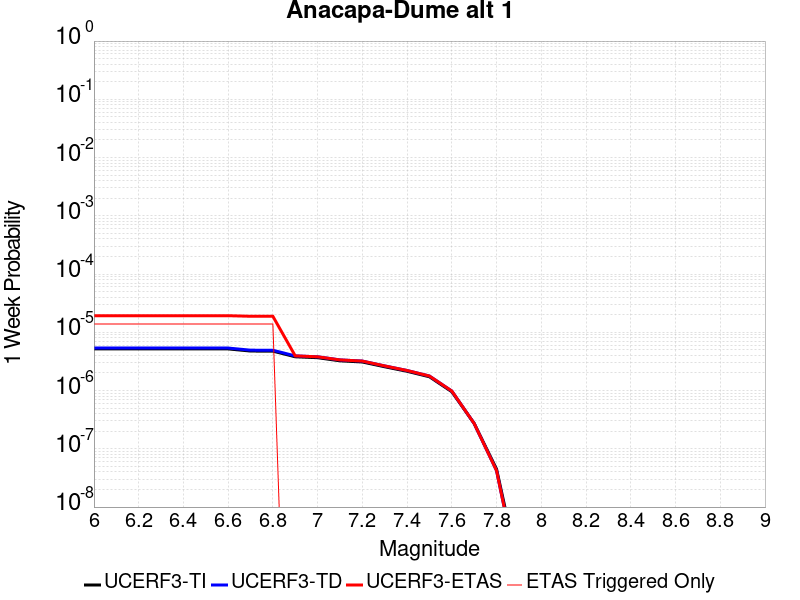 Anacapa-Dume alt 1
10^0
10^-1
10^-2
10^-3
10^-4
10^-5
10^-6
10^-7
10^-8
1 Week Probability
6 6.2 6.4 6.6 6.8 7 7.2 7.4 7.6 7.8 8 8.2 8.4 8.6 8.8 9
Magnitude
UCERF3-TI UCERF3-TD UCERF3-ETAS ETAS Triggered Only